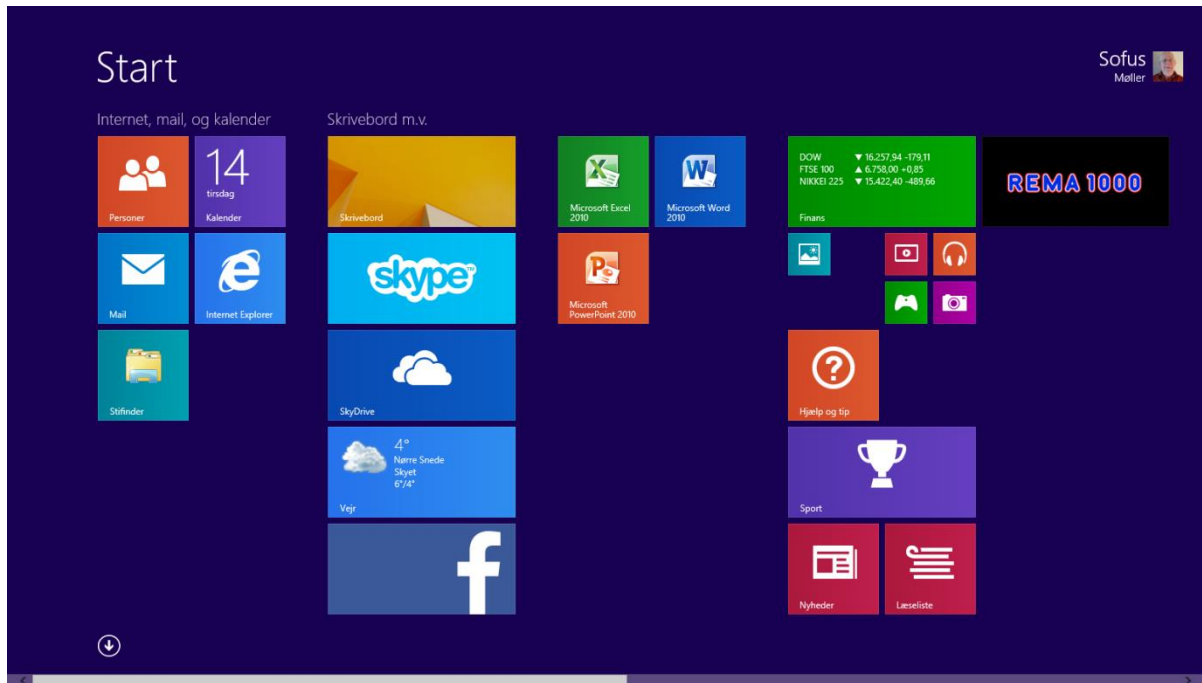 Start
Sofus
Møller
Internet, mail, og kalender
Skrivebord m.v.
Personer
14
tirsdag
Kalender
Skrivebord
Microsoft Excel
2010
Microsoft Word
2010
DOW ▼ 16.257,94 -179,11
FTSE 100 ▲ 6.758,00 +0,85
NIKKEI 225 ▼ 15.422,40 -489,66
Finans
REMA 1000
Mail
Internet Explorer
skype
Microsoft
PowerPoint 2010
Stifinder
SkyDrive
Hjælp og tip
4°
Nørre Snede
Skyet
6°/4°
Vejr
Sport
f
Nyheder
Læseliste